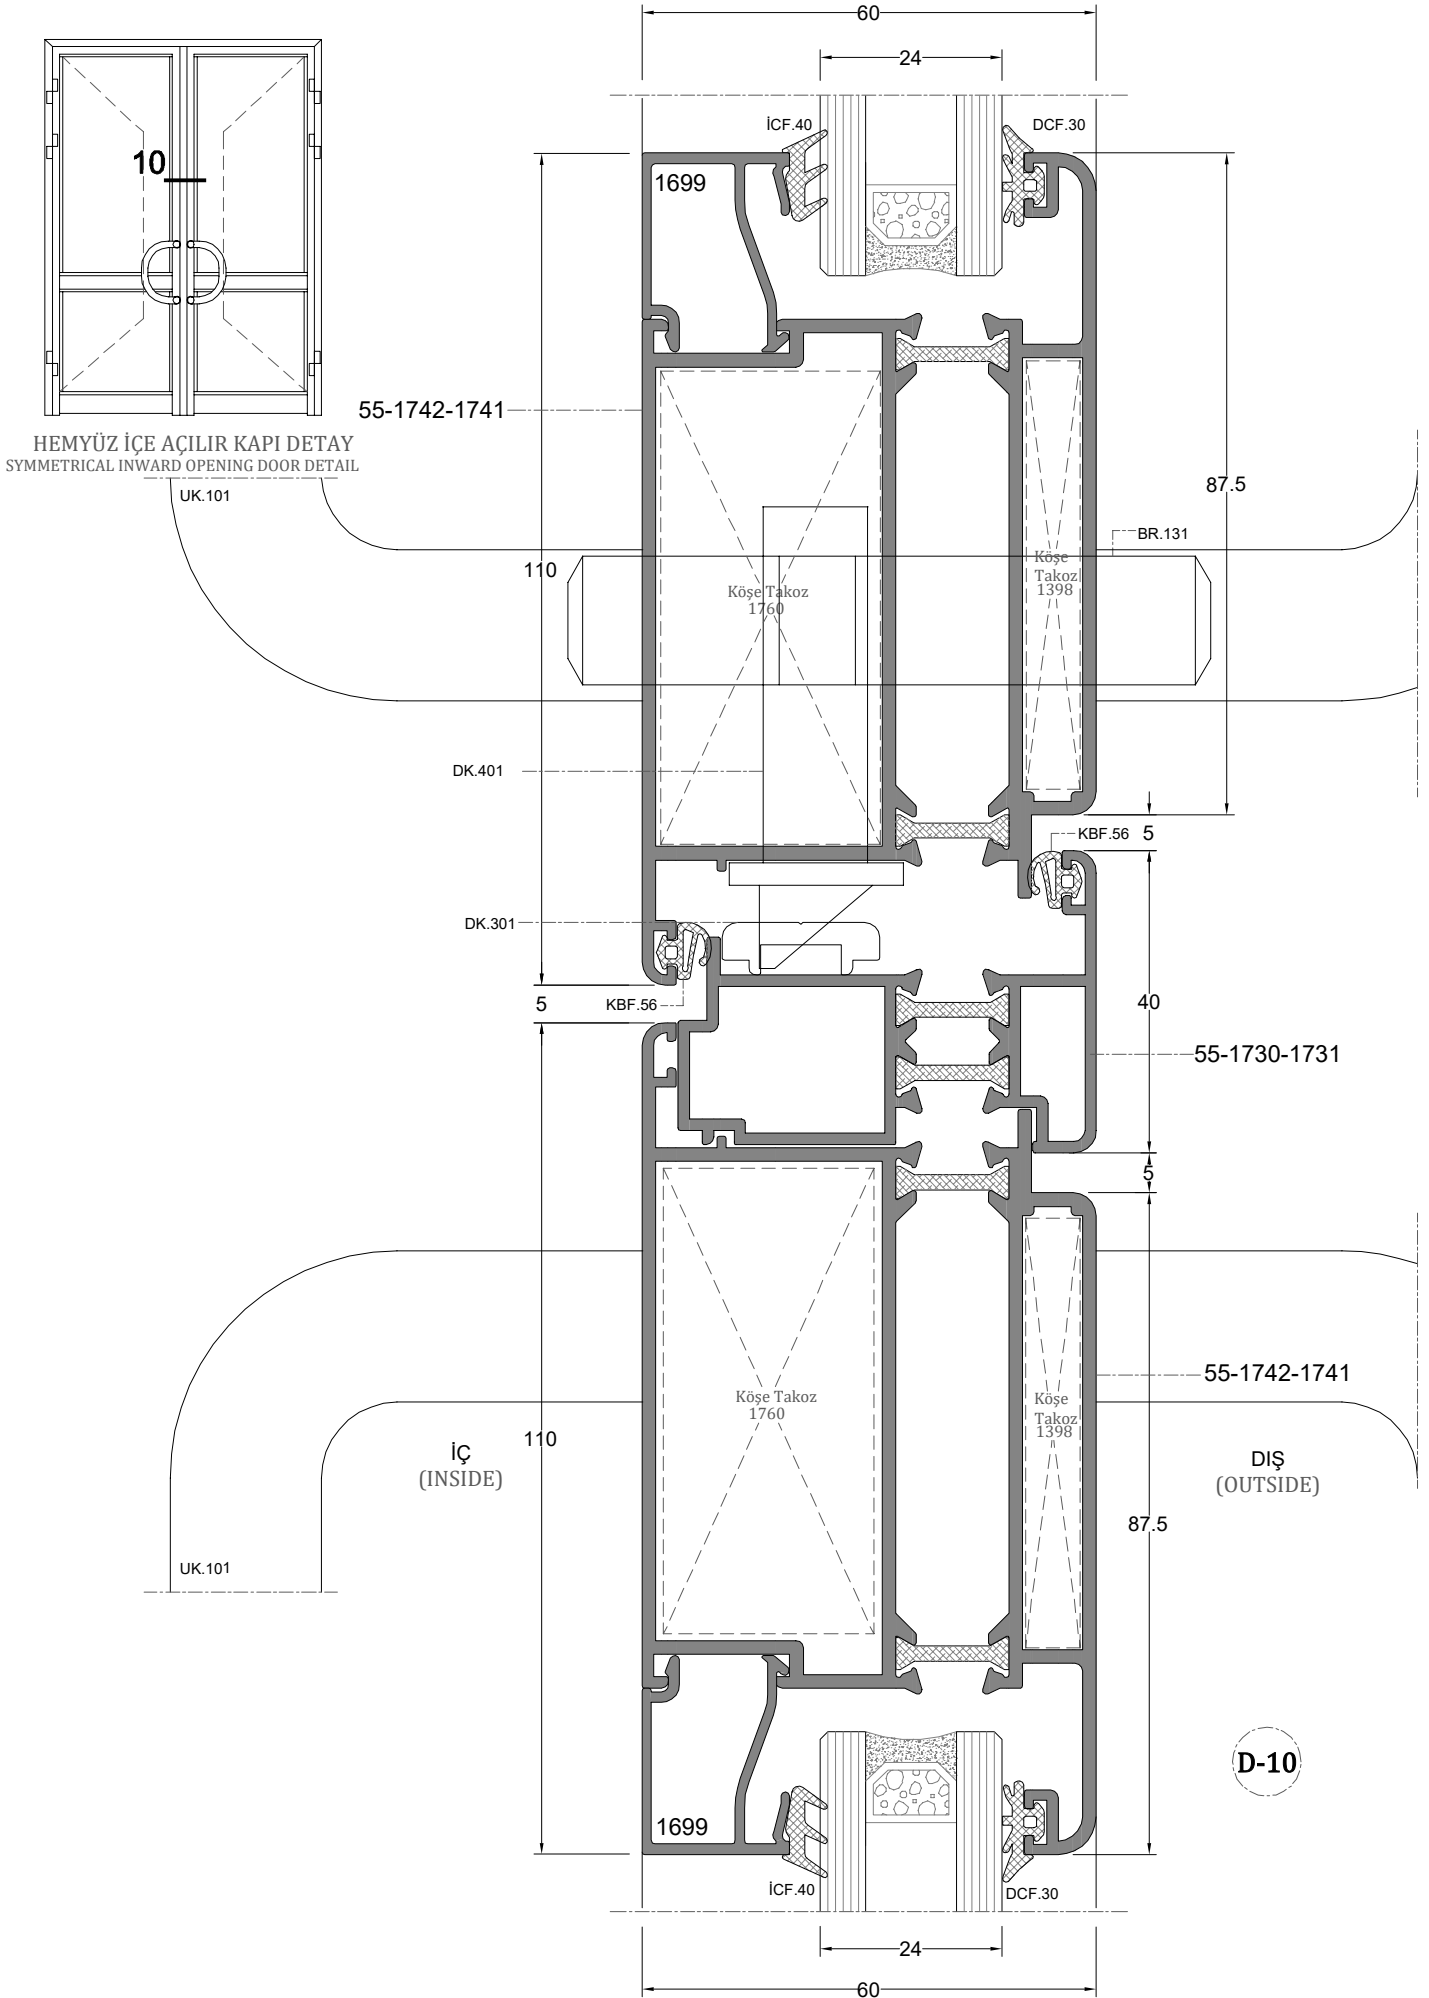 60
24
İCF.40
DCF.30
10
1699
55-1742-1741
HEMYÜZ İÇE AÇILIR KAPI DETAY
SYMMETRICAL INWARD OPENING DOOR DETAIL
UK.101
87.5
BR.131
110
Köşe Takoz
1760
Köşe
Takoz
1398
DK.401
KBF.56
5
DK.301
5
KBF.56
40
55-1730-1731
5
55-1742-1741
Köşe Takoz
1760
Köşe
Takoz
1398
110
İÇ
(INSIDE)
DIŞ
(OUTSIDE)
87.5
UK.101
D-10
1699
İCF.40
DCF.30
24
60